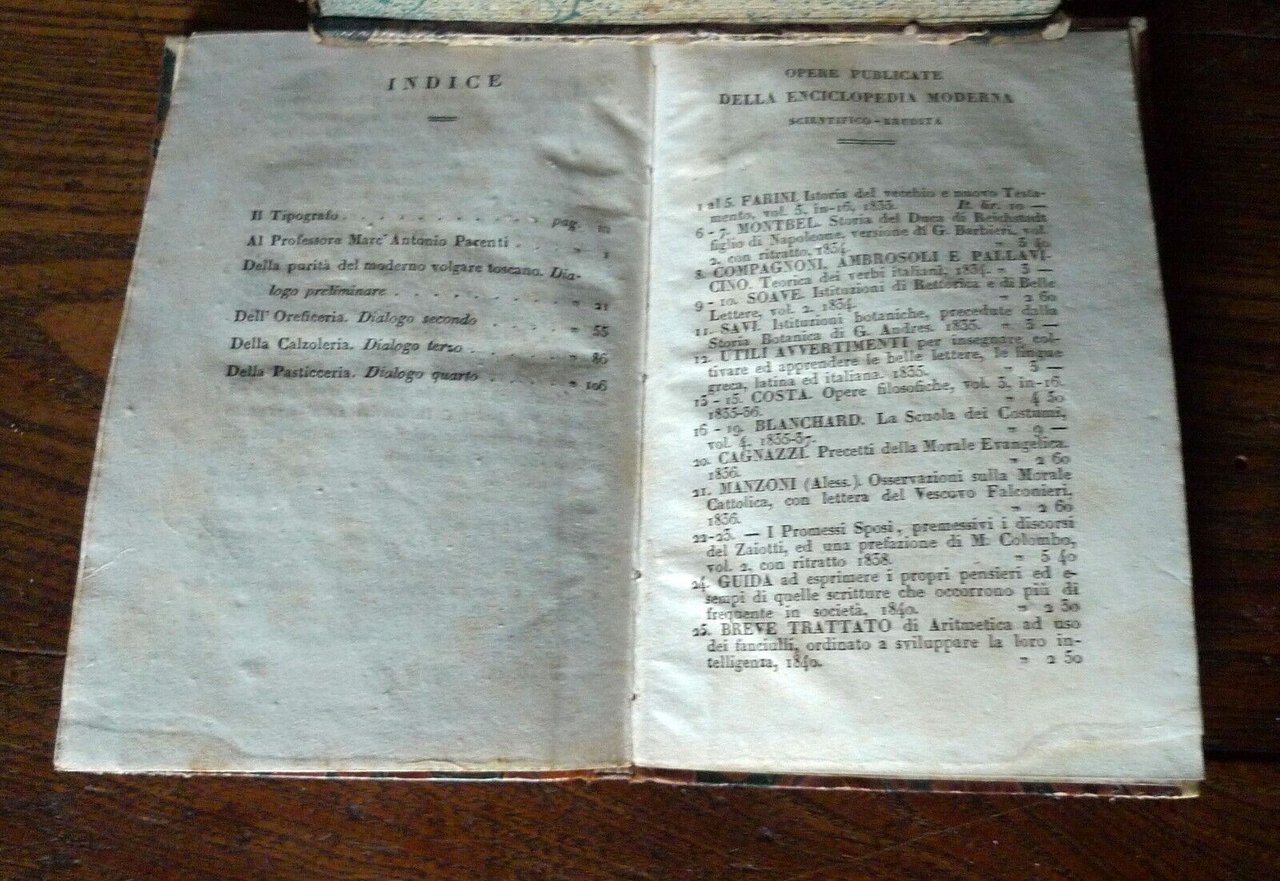 INDICE
Il Tipografo . . . . . . . . . . pag. III
Al Professore Marc' Antonio Parenti . . „ 1
Della purità del moderno volgare toscano. Dia-
logo preliminare . . . . . . . . „ 21
Dell' Oreficeria. Dialogo secondo . . . . „ 55
Della Calzoleria. Dialogo terzo . . . . . „ 86
Della Pasticceria. Dialogo quarto . . . . „ 106
OPERE PUBLICATE
DELLA ENCICLOPEDIA MODERNA
SCIENTIFICO-ERUDITA
1 al 5. FARINI, Istoria del vecchio e nuovo Testa-
mento, vol. 5. in-16, 1833. It. lir. 10 —
6-7. MONTBEL. Storia del Duca di Reichstadt
figlio di Napoleone, versione di G. Barbieri, vol.
2. con ritratto, 1834. „ 3 40
8. COMPAGNONI, AMBROSOLI E PALLAVI-
CINO. Teorica dei verbi italiani, 1834. „ 3 —
9-10. SOAVE. Istituzioni di Rettorica e di Belle
Lettere, vol. 2. 1834. „ 2 60
11. SAVI. Istituzioni botaniche, precedute dalla
Storia Botanica di G. Andres. 1835. „ 3 —
12. UTILI AVVERTIMENTI per insegnare, col-
tivare ed apprendere le belle lettere, le lingue
greca, latina ed italiana. 1835. „ 3 —
13-15. COSTA. Opere filosofiche, vol. 3. in-16.
1835-36. „ 4 50
16-19. BLANCHARD. La Scuola dei Costumi,
vol. 4. 1835-37. „ 9 —
20. CAGNAZZI. Precetti della Morale Evangelica.
1836. „ 2 60
21. MANZONI (Aless.). Osservazioni sulla Morale
Cattolica, con lettera del Vescovo Falconieri.
1836. „ 2 60
22-23. — I Promessi Sposi, premessivi i discorsi
del Zaiotti, ed una prefazione di M. Colombo,
vol. 2. con ritratto 1838. „ 5 40
24. GUIDA ad esprimere i propri pensieri ed e-
sempi di quelle scritture che occorrono più di
frequente in società, 1840. „ 2 50
25. BREVE TRATTATO di Aritmetica ad uso
dei fanciulli, ordinato a sviluppare la loro in-
telligenza, 1840. „ 2 50